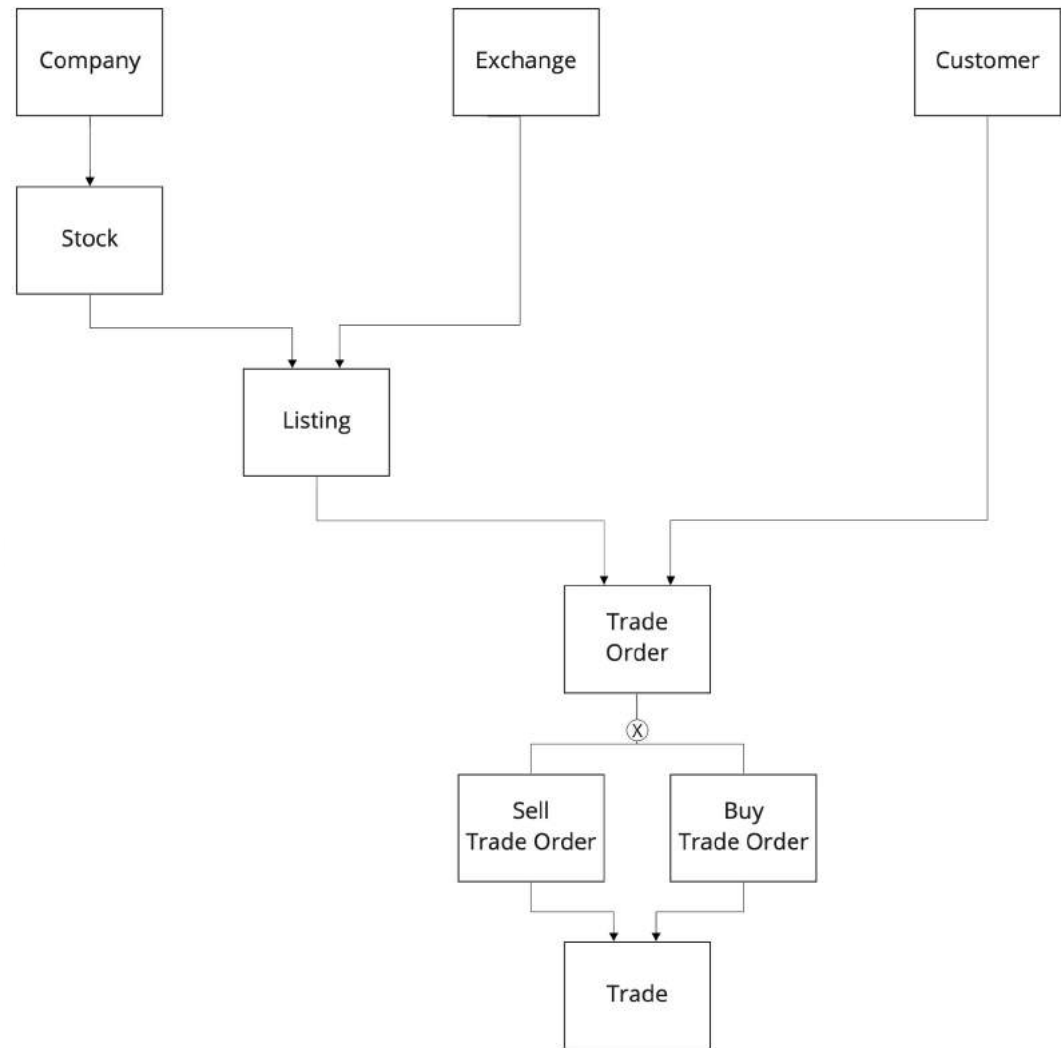 Company
Exchange
Customer
Stock
Listing
Trade
Order
X
Sell
Trade Order
Buy
Trade Order
Trade